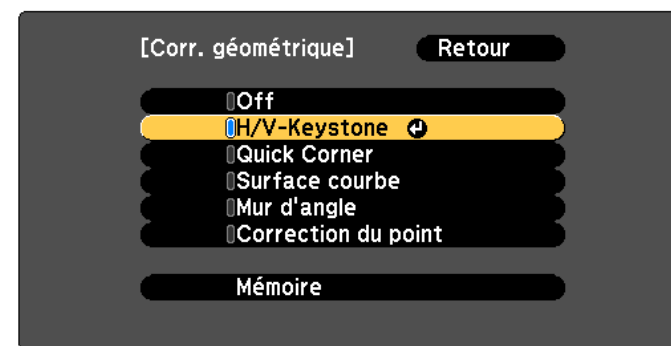 [Corr. géométrique] Retour
Off
H/V-Keystone
Quick Corner
Surface courbe
Mur d'angle
Correction du point
Mémoire